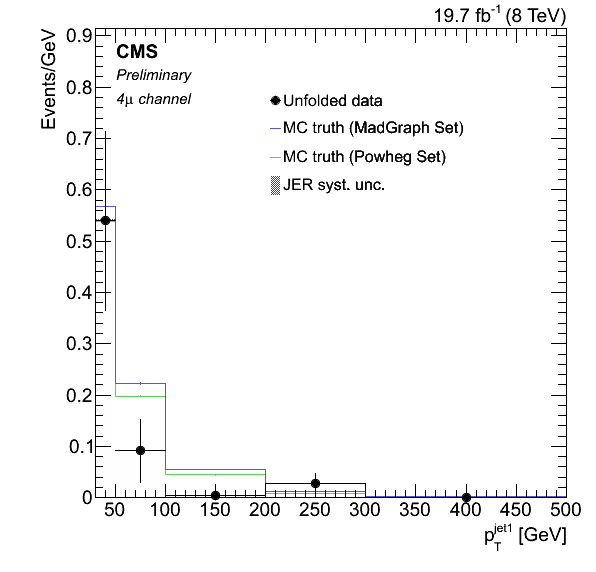 19.7 fb⁻¹ (8 TeV)
Events/GeV
CMS
Preliminary
4μ channel
Unfolded data
MC truth (MadGraph Set)
MC truth (Powheg Set)
JER syst. unc.
0.9
0.8
0.7
0.6
0.5
0.4
0.3
0.2
0.1
0
50 100 150 200 250 300 350 400 450 500
p_T^jet1 [GeV]